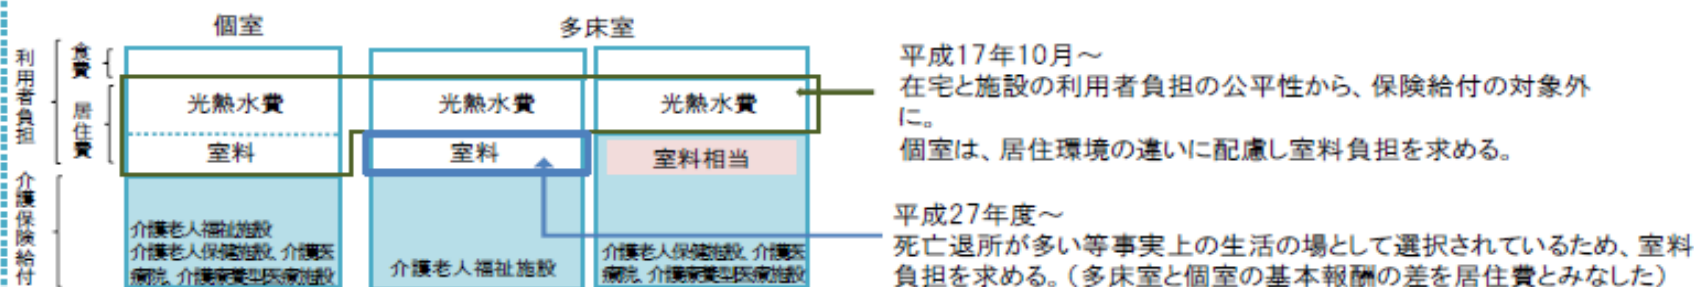 個室
多床室
利用者負担
食費
居住費
光熱水費
光熱水費
光熱水費
室料
室料
室料相当
介護保険給付
介護老人福祉施設
介護老人保健施設、介護医
療院、介護療養型医療施設
介護老人福祉施設
介護老人保健施設、介護医
療院、介護療養型医療施設
平成17年10月～
在宅と施設の利用者負担の公平性から、保険給付の対象外
に。
個室は、居住環境の違いに配慮し室料負担を求める。
平成27年度～
死亡退所が多い等事実上の生活の場として選択されているため、室料
負担を求める。（多床室と個室の基本報酬の差を居住費とみなした）